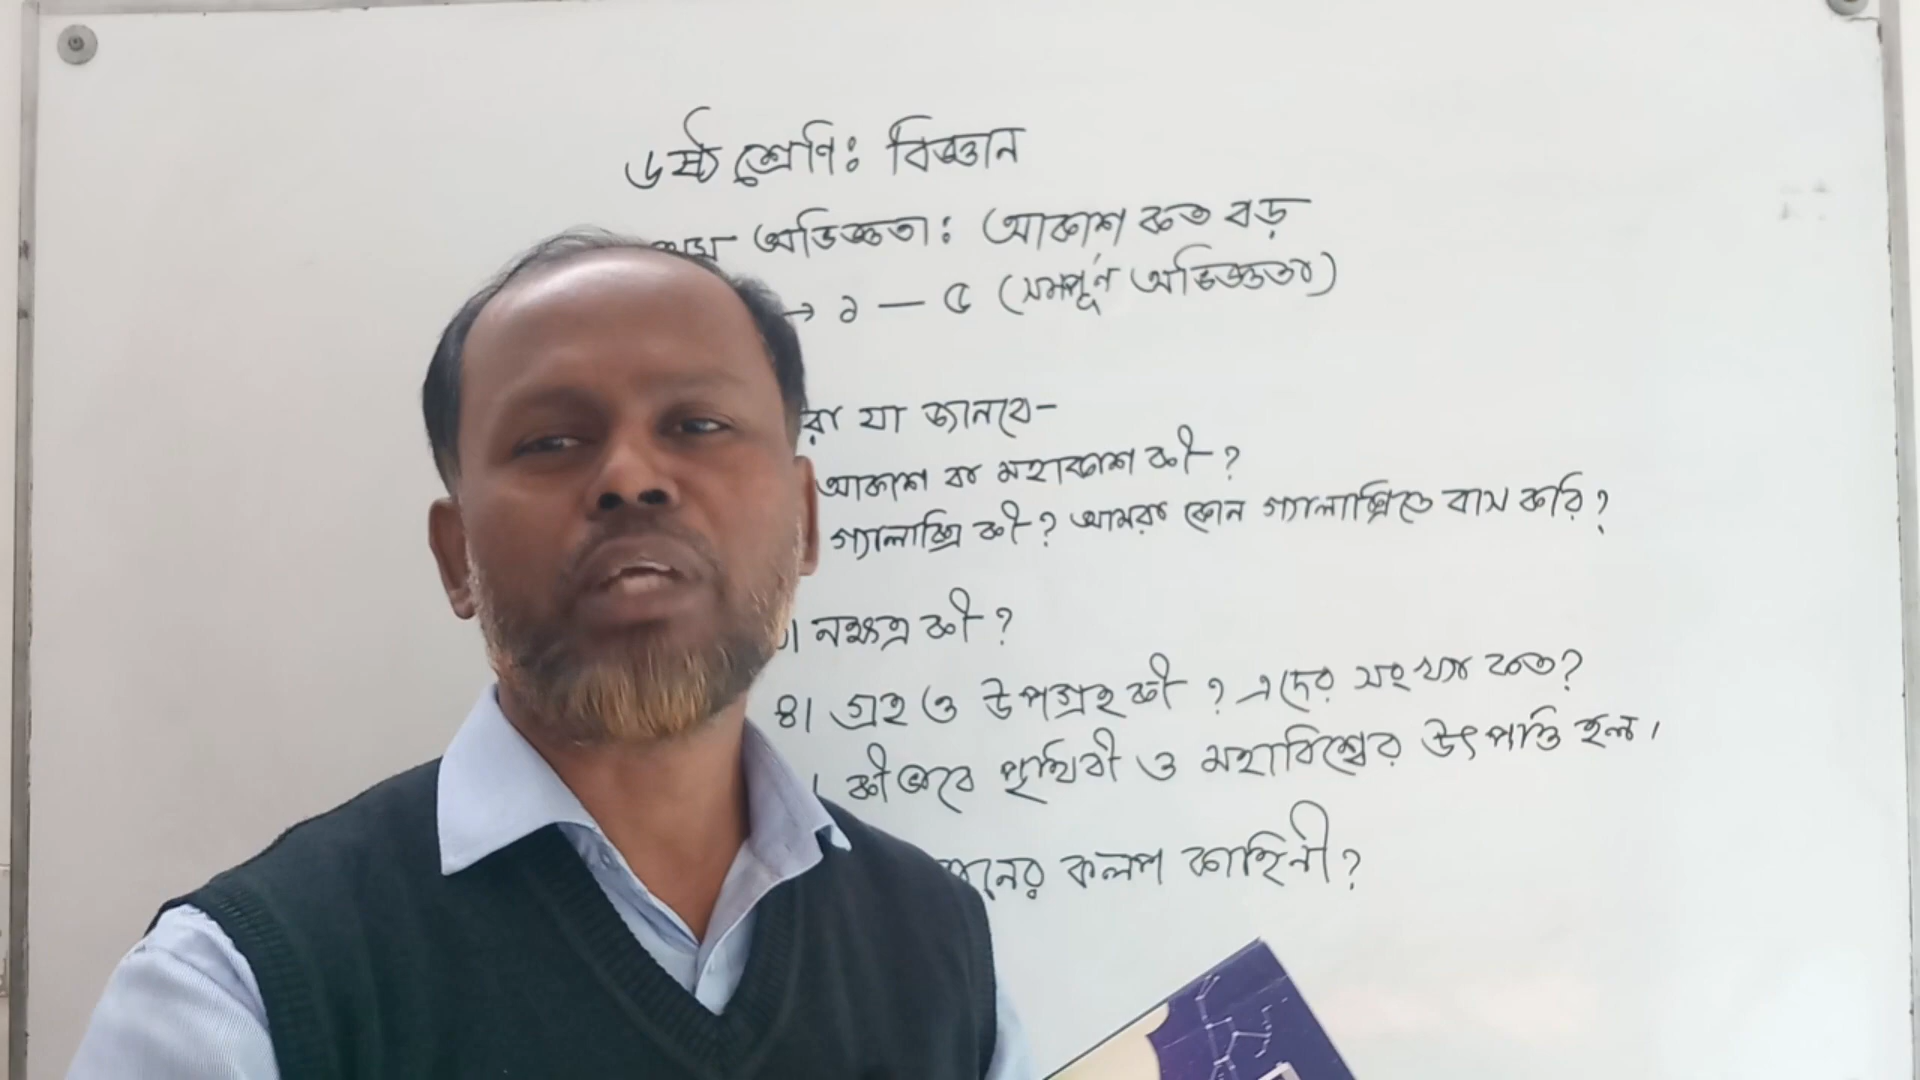 ৬ষ্ঠ শ্রেণি: বিজ্ঞান
অভিজ্ঞতা: আকাশ কত বড়
→ ১ — ৫ (সম্পূর্ণ অভিজ্ঞতা)
যা জানবে-
আকাশ বা মহাকাশ কী?
গ্যালাক্সি কী? আমরা কোন গ্যালাক্সিতে বাস করি?
নক্ষত্র কী?
৪। গ্রহ ও উপগ্রহ কী? এদের সংখ্যা কত?
। কীভাবে পৃথিবী ও মহাবিশ্বের উৎপত্তি হল।
কল্প কাহিনী?